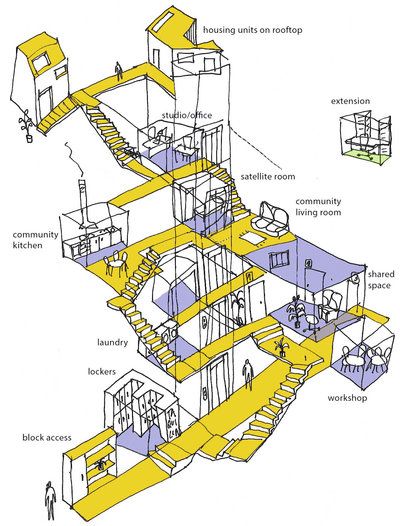 housing units on rooftop
studio/office
extension
satellite room
community
living room
community
kitchen
shared
space
laundry
lockers
workshop
block access